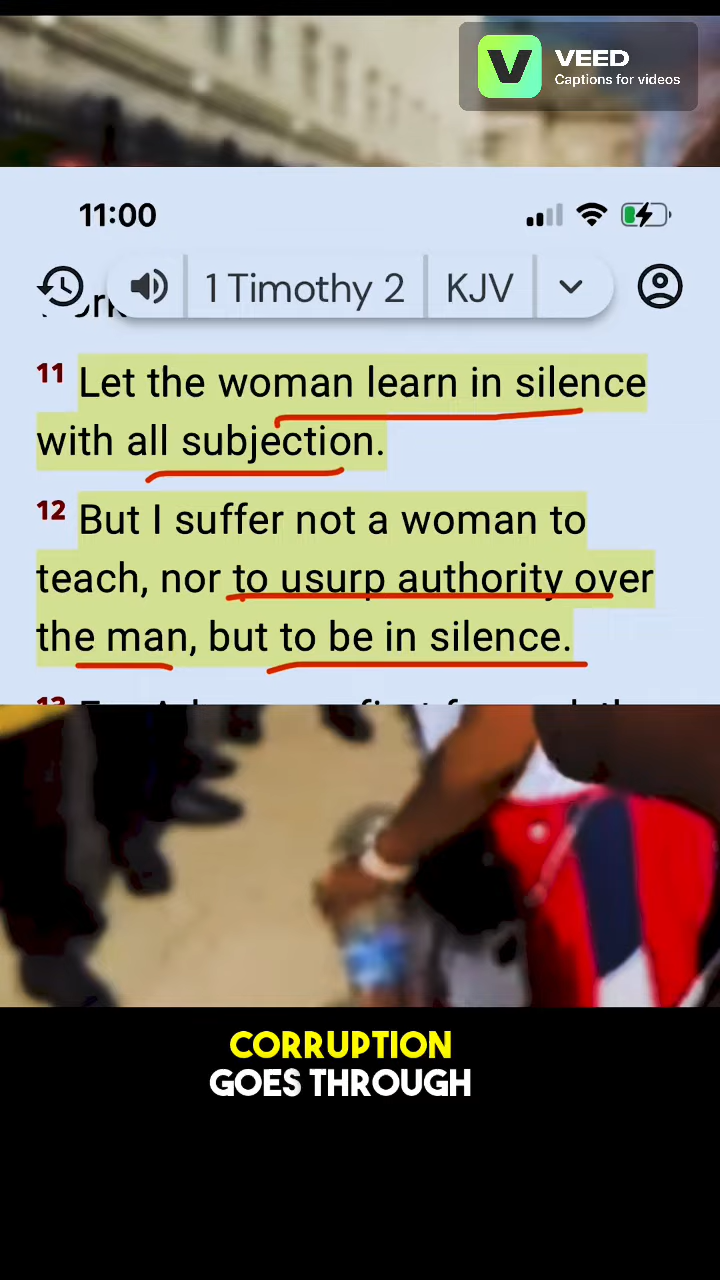 VEED
Captions for videos
11:00
1 Timothy 2 KJV
11 Let the woman learn in silence
with all subjection.
12 But I suffer not a woman to
teach, nor to usurp authority over
the man, but to be in silence.
CORRUPTION
GOES THROUGH